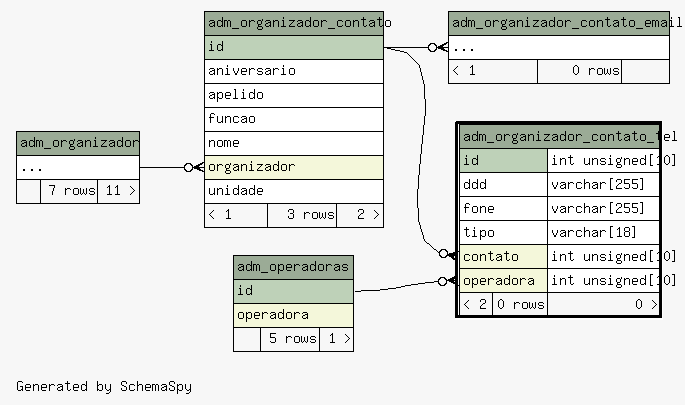 adm_organizador
...
7 rows 11 >
adm_organizador_contato
id
aniversario
apelido
funcao
nome
organizador
unidade
< 1 3 rows 2 >
adm_organizador_contato_email
...
< 1 0 rows
adm_organizador_contato_tel
id int unsigned[10]
ddd varchar[255]
fone varchar[255]
tipo varchar[18]
contato int unsigned[10]
operadora int unsigned[10]
< 2 0 rows 0 >
adm_operadoras
id
operadora
5 rows 1 >
Generated by SchemaSpy